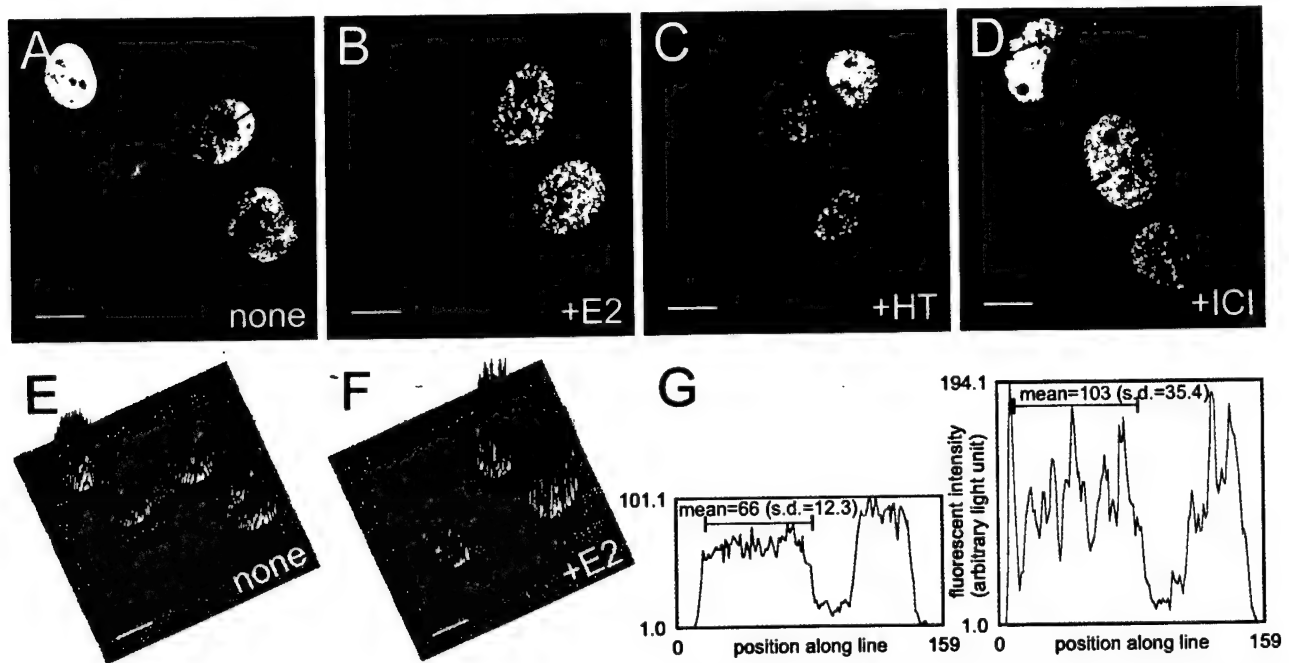 A
none
B
+E2
C
+HT
D
+ICI
E
none
F
+E2
G
101.1
mean=66 (s.d.=12.3)
1.0
0
position along line
159
194.1
mean=103 (s.d.=35.4)
fluorescent intensity
(arbitrary light unit)
1.0
0
position along line
159